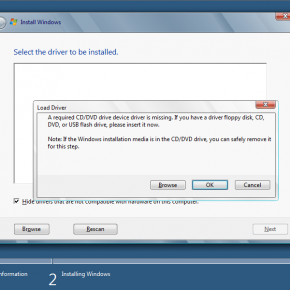 Install Windows
Select the driver to be installed.
Load Driver
A required CD/DVD drive device driver is missing. If you have a driver floppy disk, CD,
DVD, or USB flash drive, please insert it now.
Note: If the Windows installation media is in the CD/DVD drive, you can safely remove it
for this step.
Browse
OK
Cancel
Hide drivers that are not compatible with hardware on this computer.
Browse
Rescan
Next
nformation
2
Installing Windows